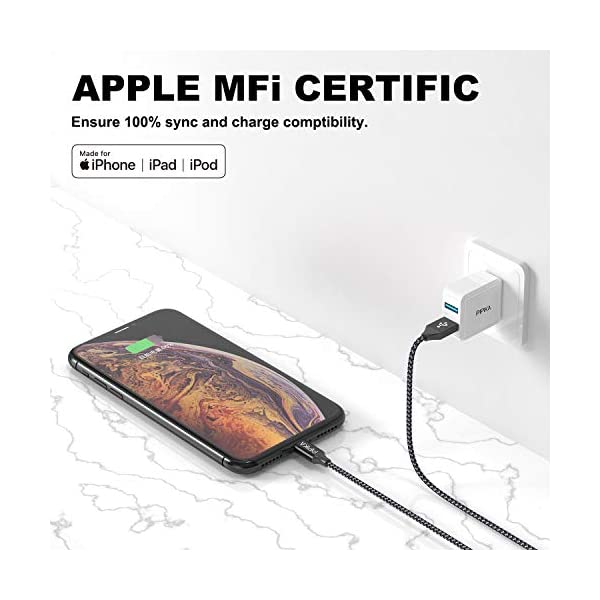 APPLE MFi CERTIFIC
Ensure 100% sync and charge comptibility.
Made for
iPhone | iPad | iPod